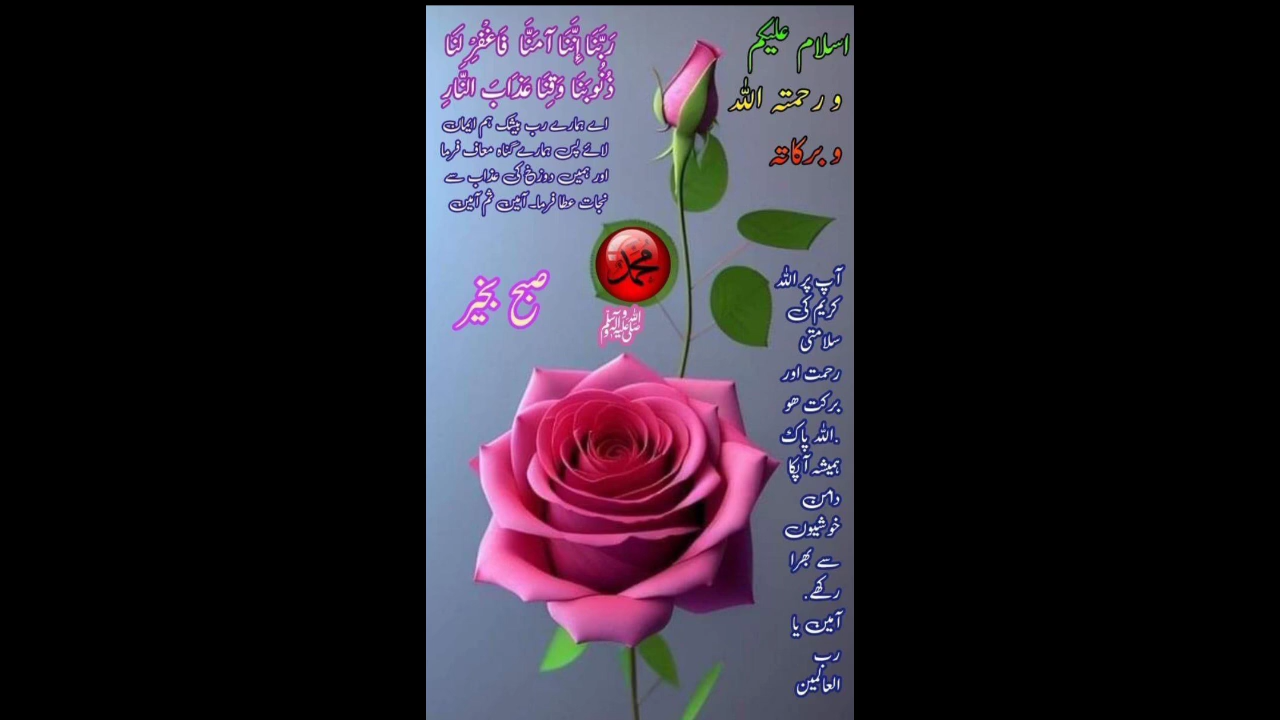 اسلام علیکم
و رحمتہ اللہ
و برکاتہ
رَبَّنَا إِنَّنَا آمَنَّا فَاغْفِرْ لَنَا
ذُنُوبَنَا وَقِنَا عَذَابَ النَّارِ
اے ہمارے رب بیشک ہم ایمان
لائے پس ہمارے گناہ معاف فرما
اور ہمیں دوزخ کی عذاب سے
نجات عطا فرما۔ آمین ثم آمین
محمد
صلی اللہ علیہ وآلہ وسلم
صبح بخیر
آپ پر اللہ
کریم کی
سلامتی
رحمت اور
برکت ھو
.اللہ پاک
ہمیشہ آپکا
دامن
خوشیوں
سے بھرا
رکھے.
آمین یا
رب
العالمین